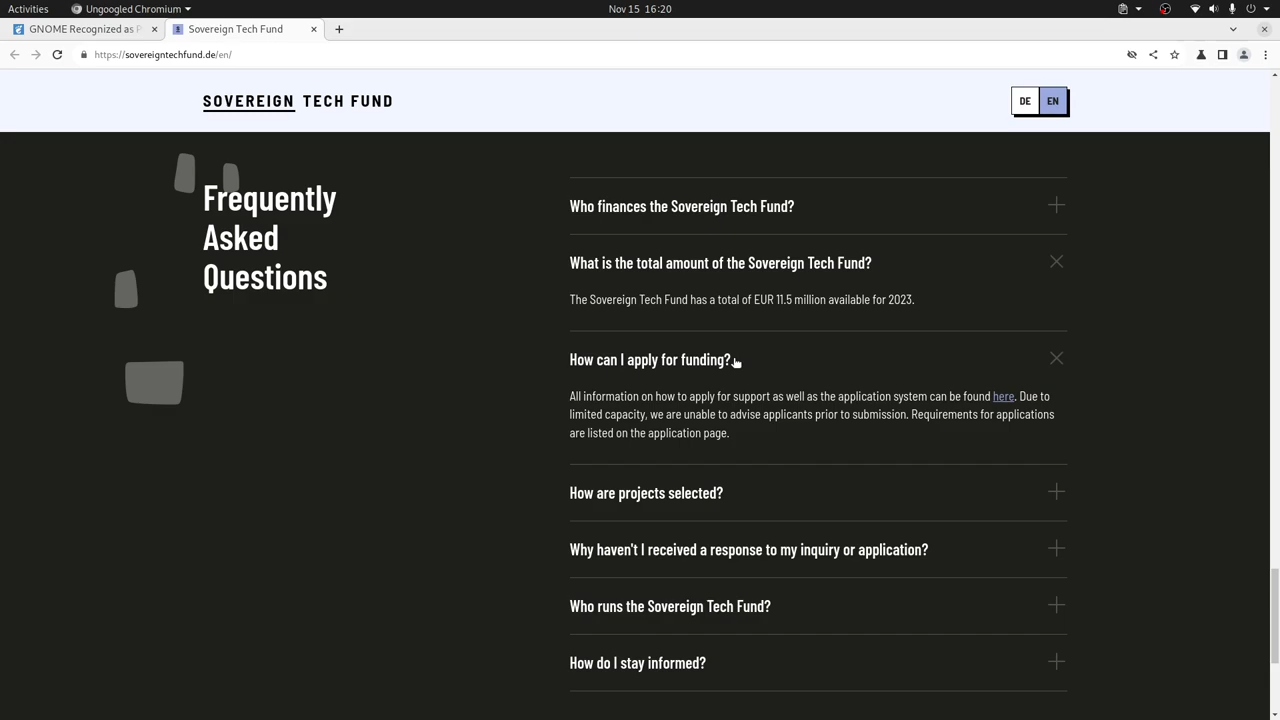 Activities
Ungoogled Chromium
Nov 15 16:20
GNOME Recognized as
Sovereign Tech Fund
https://sovereigntechfund.de/en/
SOVEREIGN TECH FUND
DE
EN
Frequently
Asked
Questions
Who finances the Sovereign Tech Fund?
What is the total amount of the Sovereign Tech Fund?
The Sovereign Tech Fund has a total of EUR 11.5 million available for 2023.
How can I apply for funding?
All information on how to apply for support as well as the application system can be found here. Due to
limited capacity, we are unable to advise applicants prior to submission. Requirements for applications
are listed on the application page.
How are projects selected?
Why haven't I received a response to my inquiry or application?
Who runs the Sovereign Tech Fund?
How do I stay informed?